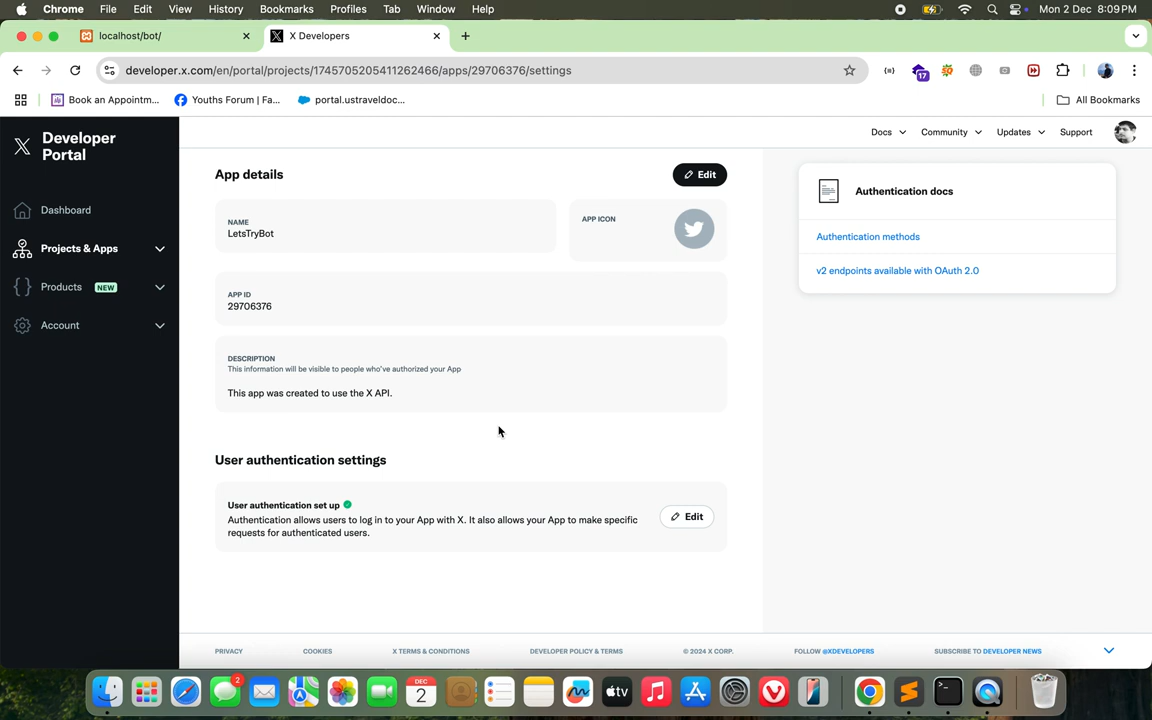 Chrome File Edit View History Bookmarks Profiles Tab Window Help Mon 2 Dec 8:09 PM
localhost/bot/ X Developers
developer.x.com/en/portal/projects/1745705205411262466/apps/29706376/settings
17
Book an Appointm... Youths Forum | Fa... portal.ustraveldoc... All Bookmarks
Developer
Portal
Docs Community Updates Support
Dashboard
Projects & Apps
Products NEW
Account
App details
Edit
NAME
LetsTryBot
APP ICON
APP ID
29706376
DESCRIPTION
This information will be visible to people who've authorized your App
This app was created to use the X API.
User authentication settings
User authentication set up
Authentication allows users to log in to your App with X. It also allows your App to make specific
requests for authenticated users.
Edit
Authentication docs
Authentication methods
v2 endpoints available with OAuth 2.0
PRIVACY COOKIES X TERMS & CONDITIONS DEVELOPER POLICY & TERMS © 2024 X CORP. FOLLOW @XDEVELOPERS SUBSCRIBE TO DEVELOPER NEWS
2
DEC
2
tv